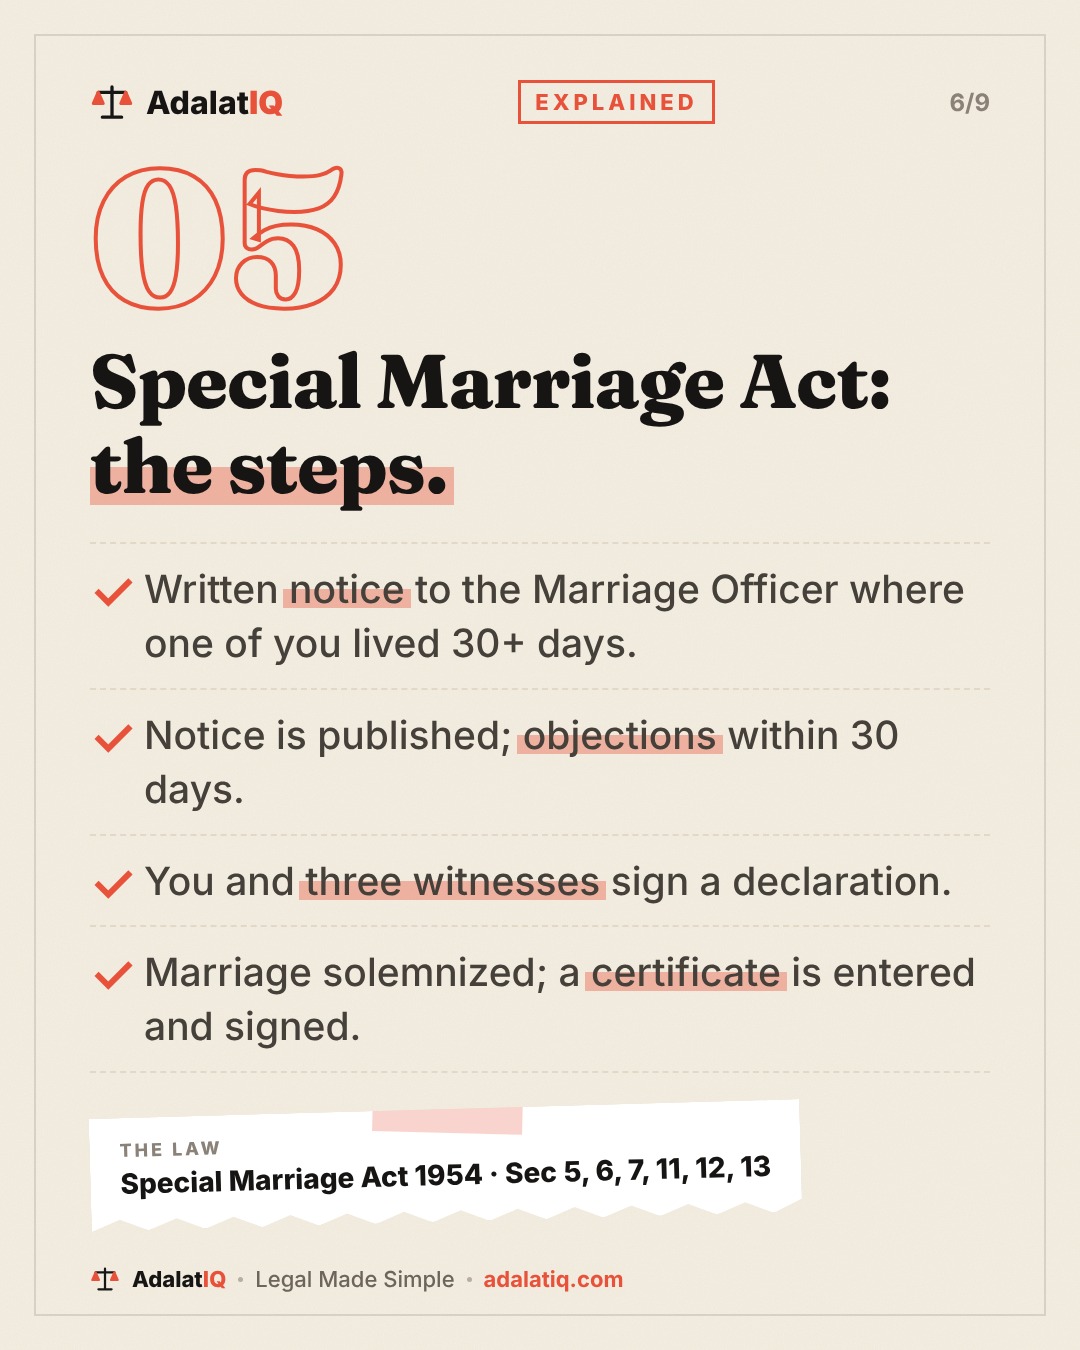 AdalatIQ
EXPLAINED
6/9
05
Special Marriage Act:
the steps.
Written notice to the Marriage Officer where
one of you lived 30+ days.
Notice is published; objections within 30
days.
You and three witnesses sign a declaration.
Marriage solemnized; a certificate is entered
and signed.
THE LAW
Special Marriage Act 1954 · Sec 5, 6, 7, 11, 12, 13
AdalatIQ • Legal Made Simple • adalatiq.com